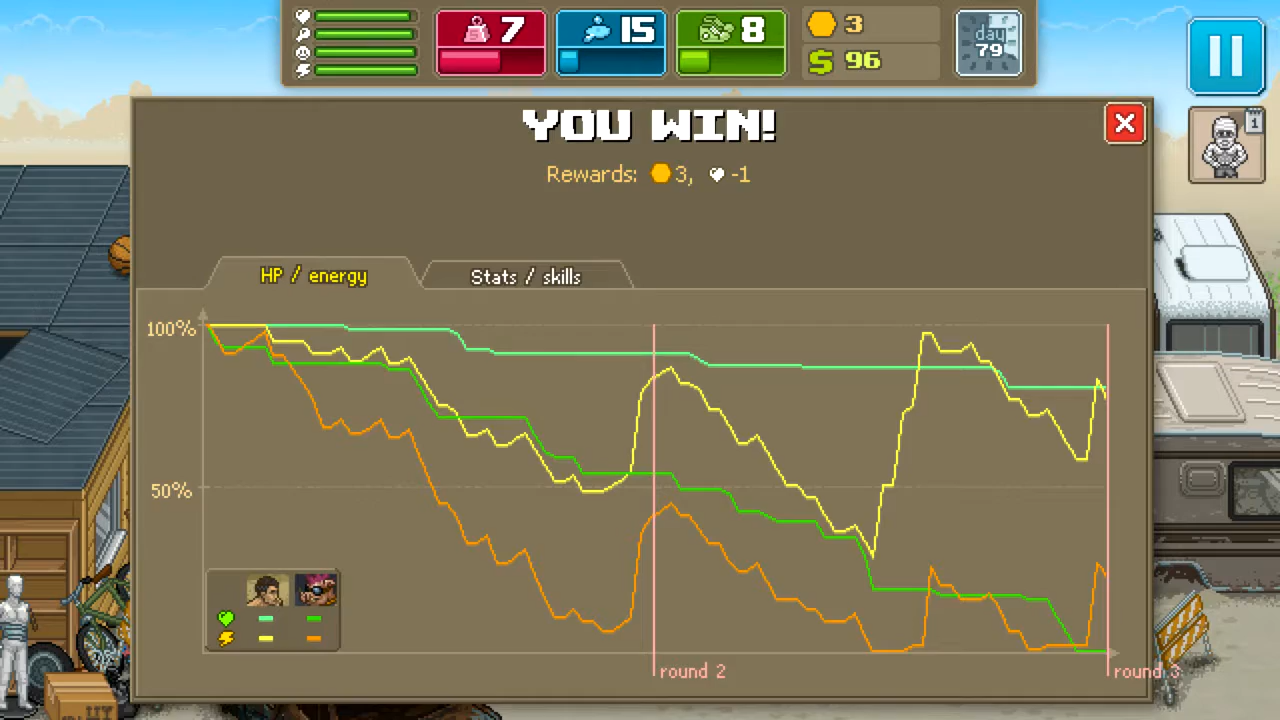 7
15
8
3
96
day
79
1
YOU WIN!
Rewards: 3, -1
HP / energy
Stats / skills
100%
50%
round 2
round 3